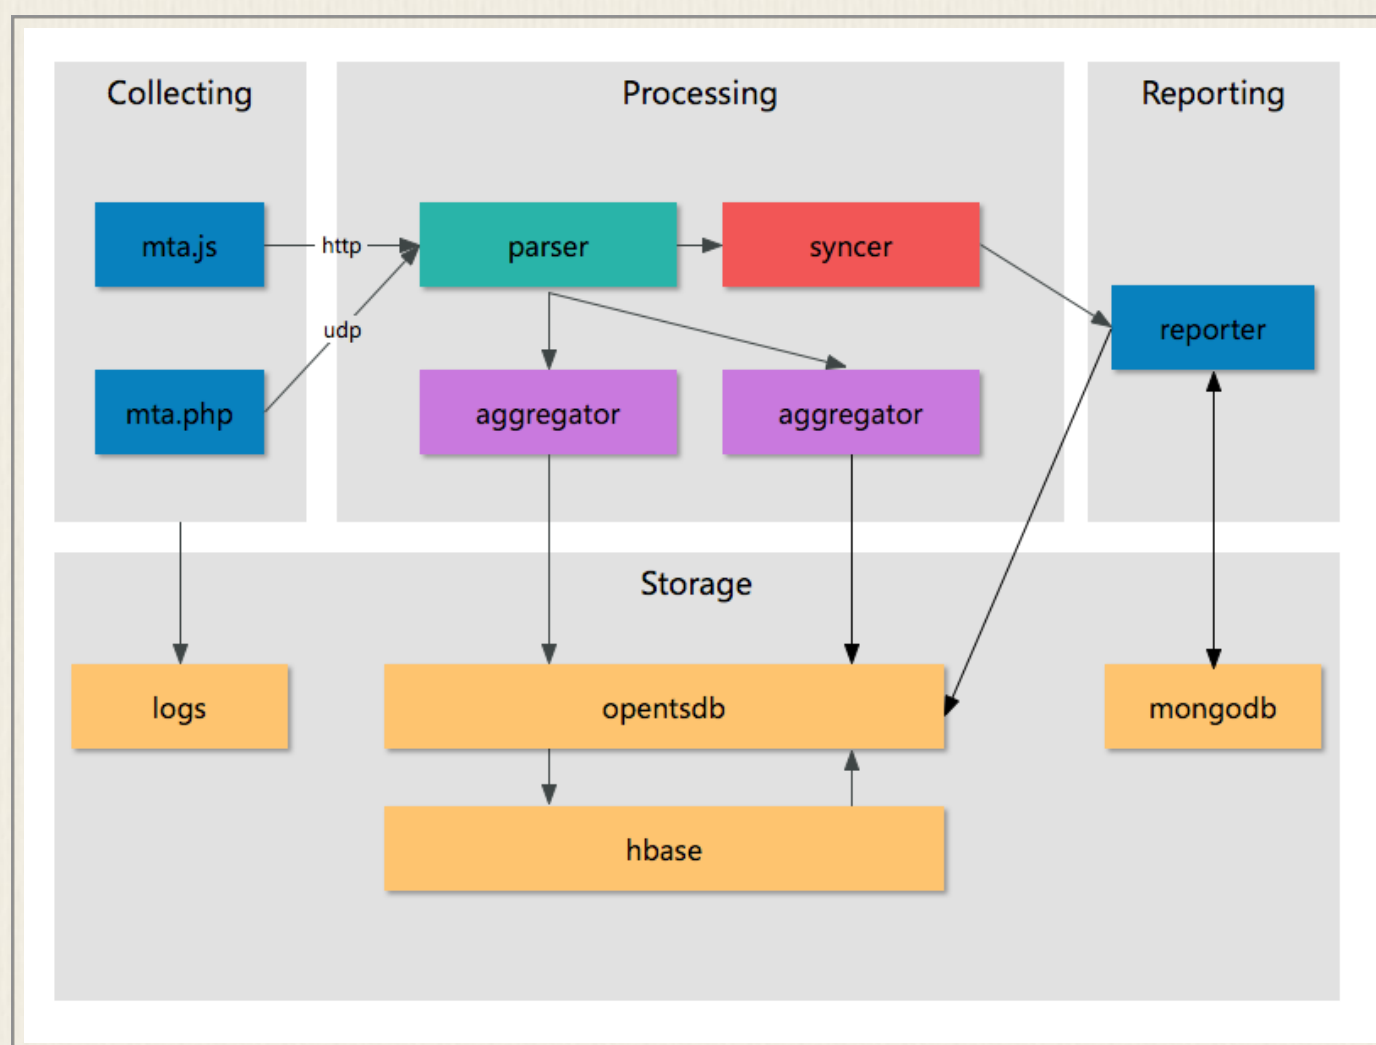 Collecting
Processing
Reporting
mta.js
http
parser
syncer
udp
reporter
mta.php
aggregator
aggregator
Storage
logs
opentsdb
mongodb
hbase